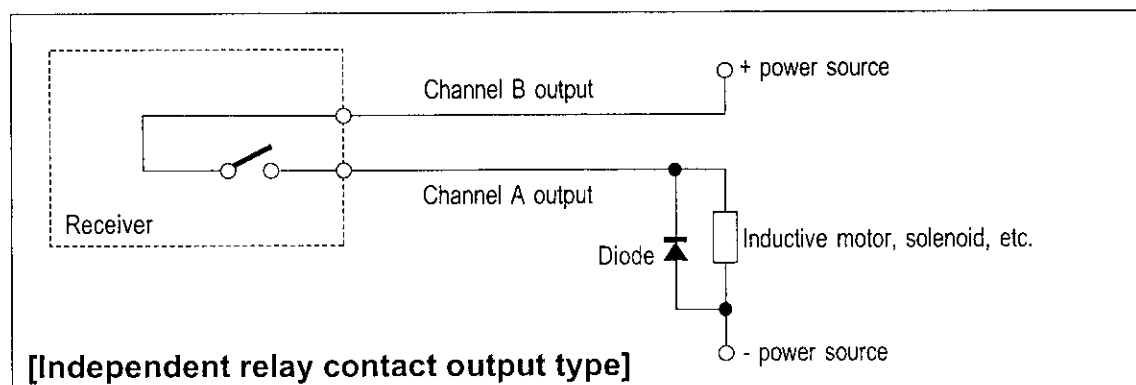 + power source
Channel B output
Channel A output
Receiver
Diode
Inductive motor, solenoid, etc.
- power source
[Independent relay contact output type]